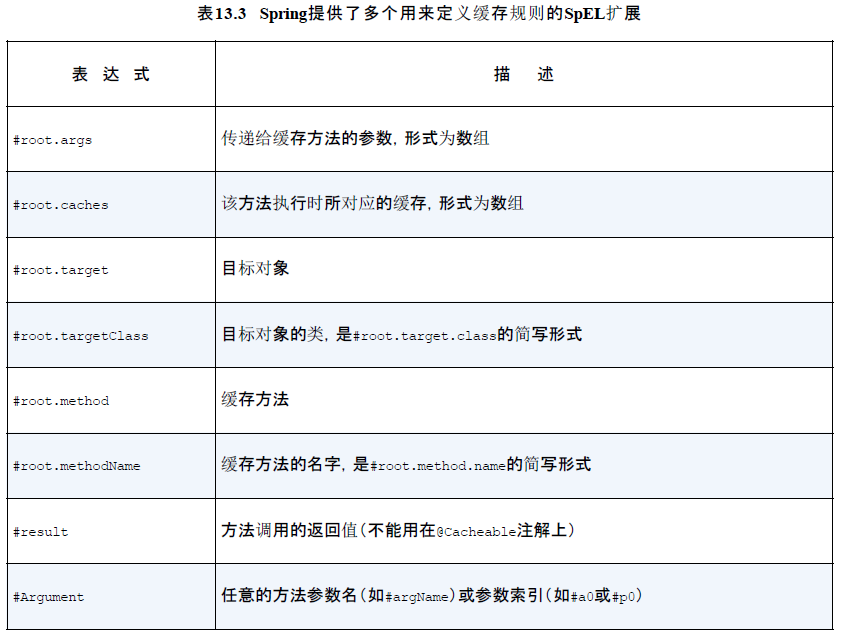 表13.3 Spring提供了多个用来定义缓存规则的SpEL扩展
表 达 式
描 述
#root.args
传递给缓存方法的参数，形式为数组
#root.caches
该方法执行时所对应的缓存，形式为数组
#root.target
目标对象
#root.targetClass
目标对象的类，是#root.target.class的简写形式
#root.method
缓存方法
#root.methodName
缓存方法的名字，是#root.method.name的简写形式
#result
方法调用的返回值（不能用在@Cacheable注解上）
#Argument
任意的方法参数名（如#argName）或参数索引（如#a0或#p0）